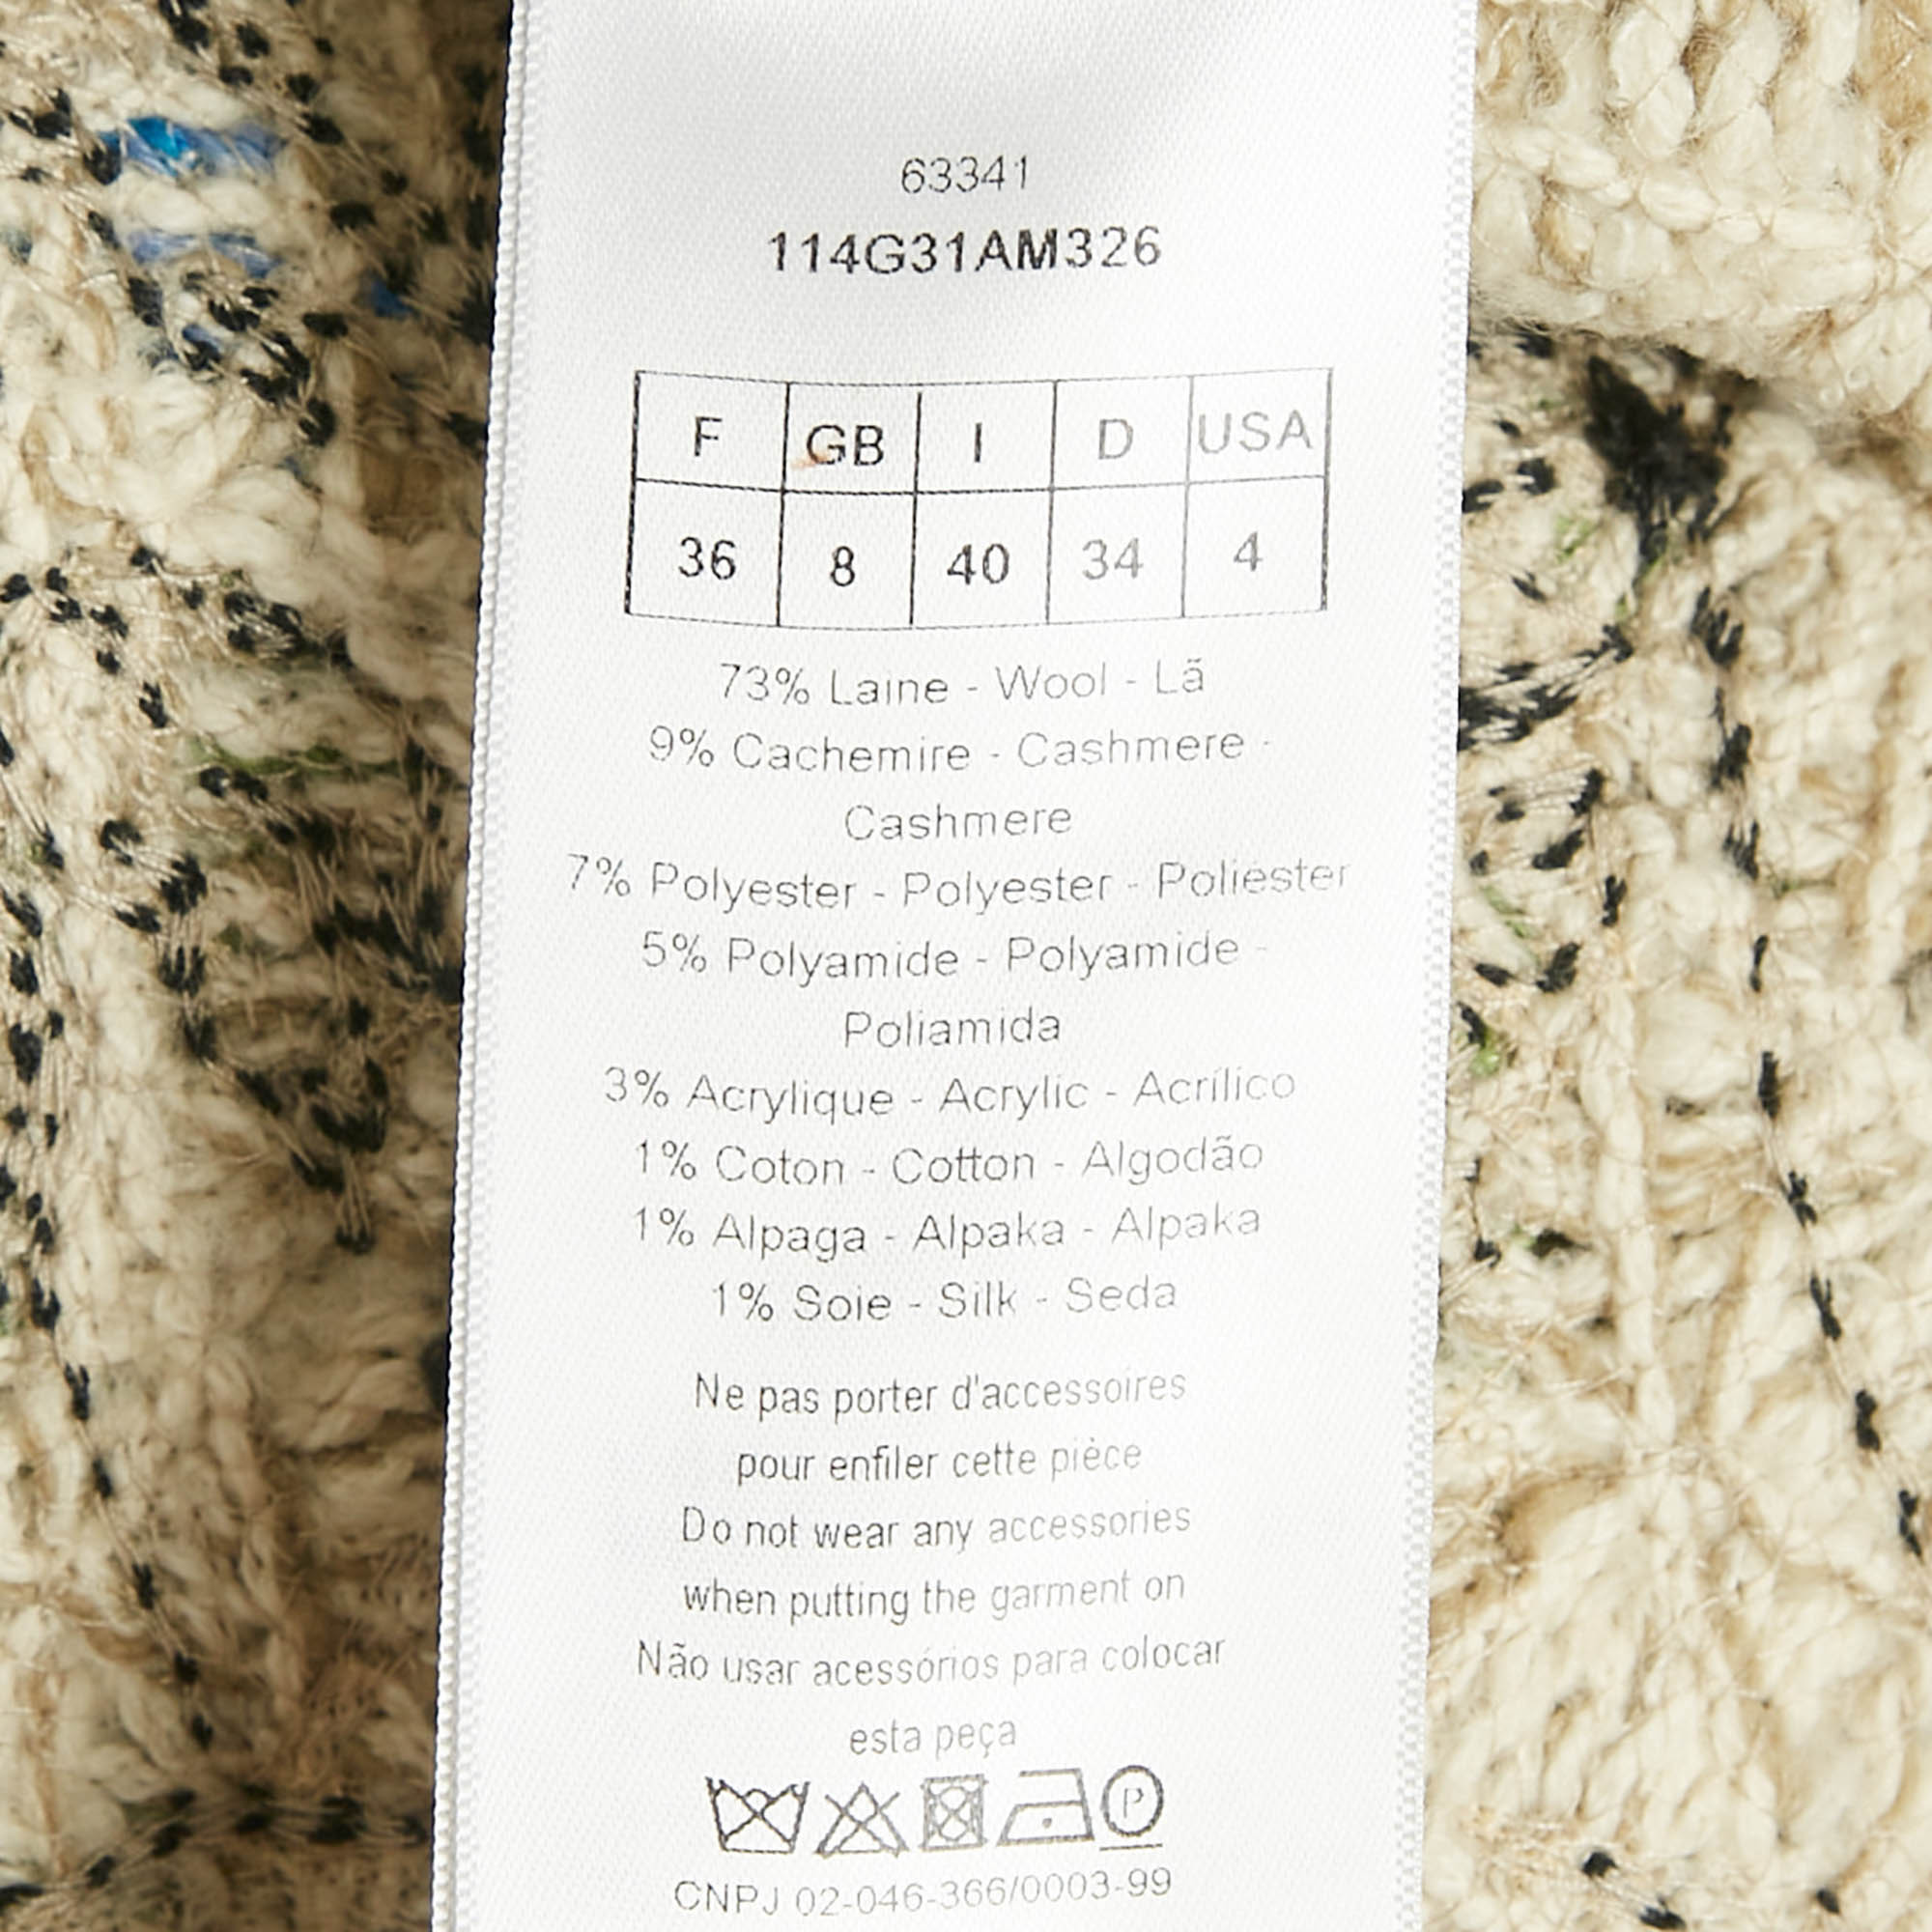 63341
114G31AM326
F GB I D USA
36 8 40 34 4
73% Laine - Wool - Lã
9% Cachemire - Cashmere -
Cashmere
7% Polyester - Polyester - Poliéster
5% Polyamide - Polyamide -
Poliamida
3% Acrylique - Acrylic - Acrílico
1% Coton - Cotton - Algodão
1% Alpaga - Alpaka - Alpaka
1% Soie - Silk - Seda
Ne pas porter d'accessoires
pour enfiler cette pièce
Do not wear any accessories
when putting the garment on
Não usar acessórios para colocar
esta peça
P
CNPJ 02-046-366/0003-99